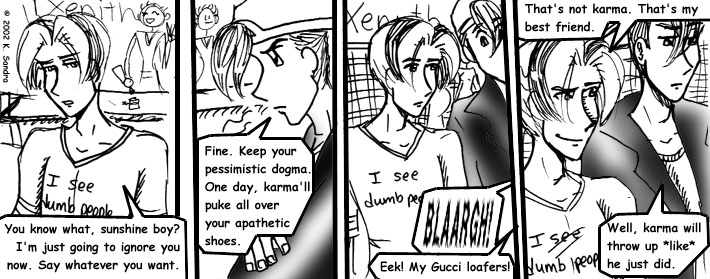 © 2002 K. Sandra
Xenith
I see
dumb people
You know what, sunshine boy?
I'm just going to ignore you
now. Say whatever you want.
Fine. Keep your
pessimistic dogma.
One day, karma'll
puke all over
your apathetic
shoes.
Xenith
I see
dumb peo
BLAARGH!
Eek! My Gucci loafers!
That's not karma. That's my
best friend.
I see
dumb people
Well, karma will
throw up *like*
he just did.